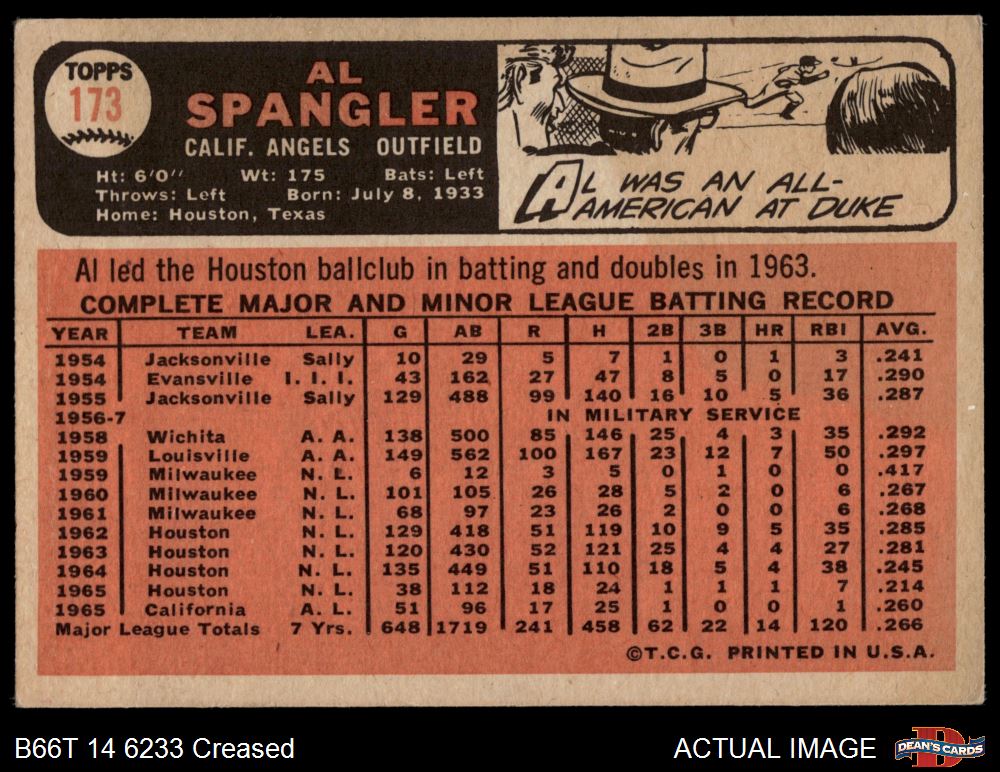 TOPPS
173
AL
SPANGLER
CALIF. ANGELS OUTFIELD
Ht: 6'0" Wt: 175 Bats: Left
Throws: Left Born: July 8, 1933
Home: Houston, Texas
AL WAS AN ALL-
AMERICAN AT DUKE
Al led the Houston ballclub in batting and doubles in 1963.
COMPLETE MAJOR AND MINOR LEAGUE BATTING RECORD
YEAR TEAM LEA. G AB R H 2B 3B HR RBI AVG.
1954 Jacksonville Sally 10 29 5 7 1 0 1 3 .241
1954 Evansville I. I. I. 43 162 27 47 8 5 0 17 .290
1955 Jacksonville Sally 129 488 99 140 16 10 5 36 .287
1956-7 IN MILITARY SERVICE
1958 Wichita A. A. 138 500 85 146 25 4 3 35 .292
1959 Louisville A. A. 149 562 100 167 23 12 7 50 .297
1959 Milwaukee N. L. 6 12 3 5 0 1 0 0 .417
1960 Milwaukee N. L. 101 105 26 28 5 2 0 6 .267
1961 Milwaukee N. L. 68 97 23 26 2 0 0 6 .268
1962 Houston N. L. 129 418 51 119 10 9 5 35 .285
1963 Houston N. L. 120 430 52 121 25 4 4 27 .281
1964 Houston N. L. 135 449 51 110 18 5 4 38 .245
1965 Houston N. L. 38 112 18 24 1 1 1 7 .214
1965 California A. L. 51 96 17 25 1 0 0 1 .260
Major League Totals 7 Yrs. 648 1719 241 458 62 22 14 120 .266
©T.C.G. PRINTED IN U.S.A.
B66T 14 6233 Creased
ACTUAL IMAGE
DEAN'S CARDS